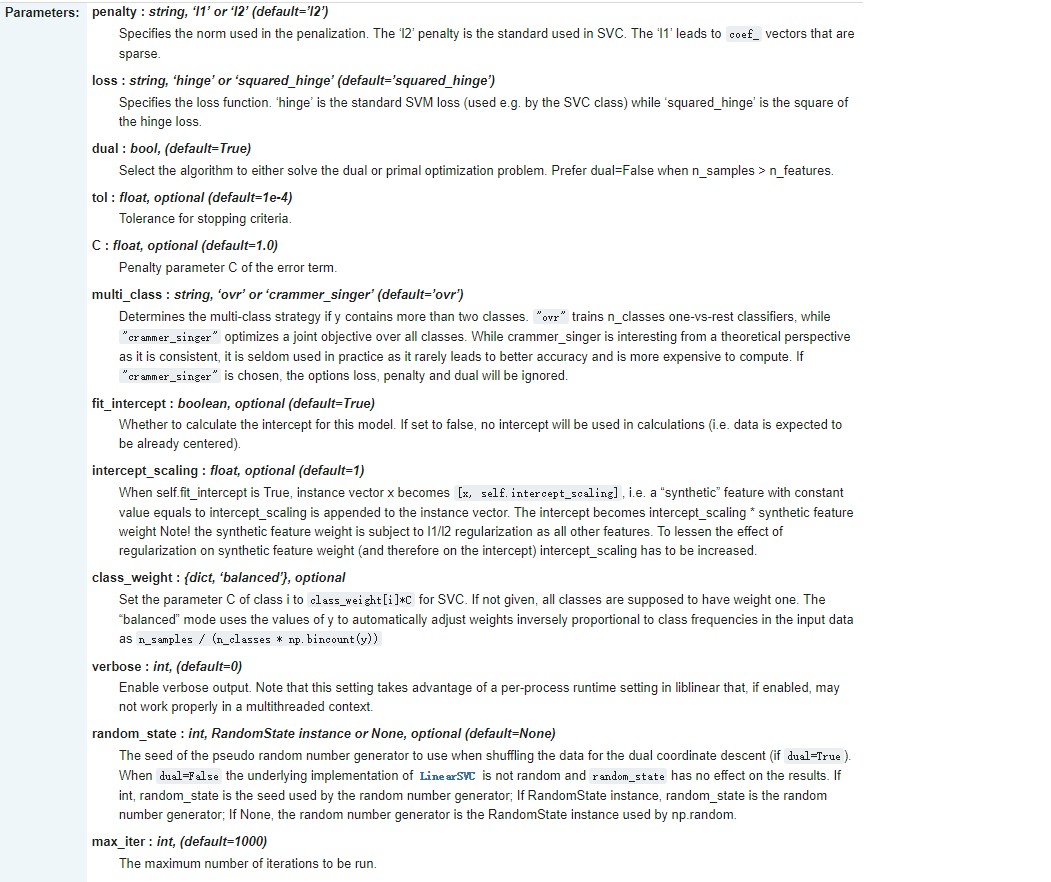 Parameters:
penalty : string, ‘l1’ or ‘l2’ (default=’l2’)
Specifies the norm used in the penalization. The ‘l2’ penalty is the standard used in SVC. The ‘l1’ leads to coef_ vectors that are
sparse.
loss : string, ‘hinge’ or ‘squared_hinge’ (default=’squared_hinge’)
Specifies the loss function. ‘hinge’ is the standard SVM loss (used e.g. by the SVC class) while ‘squared_hinge’ is the square of
the hinge loss.
dual : bool, (default=True)
Select the algorithm to either solve the dual or primal optimization problem. Prefer dual=False when n_samples > n_features.
tol : float, optional (default=1e-4)
Tolerance for stopping criteria.
C : float, optional (default=1.0)
Penalty parameter C of the error term.
multi_class : string, ‘ovr’ or ‘crammer_singer’ (default=’ovr’)
Determines the multi-class strategy if y contains more than two classes. "ovr" trains n_classes one-vs-rest classifiers, while
"crammer_singer" optimizes a joint objective over all classes. While crammer_singer is interesting from a theoretical perspective
as it is consistent, it is seldom used in practice as it rarely leads to better accuracy and is more expensive to compute. If
"crammer_singer" is chosen, the options loss, penalty and dual will be ignored.
fit_intercept : boolean, optional (default=True)
Whether to calculate the intercept for this model. If set to false, no intercept will be used in calculations (i.e. data is expected to
be already centered).
intercept_scaling : float, optional (default=1)
When self.fit_intercept is True, instance vector x becomes [x, self.intercept_scaling], i.e. a “synthetic” feature with constant
value equals to intercept_scaling is appended to the instance vector. The intercept becomes intercept_scaling * synthetic feature
weight Note! the synthetic feature weight is subject to l1/l2 regularization as all other features. To lessen the effect of
regularization on synthetic feature weight (and therefore on the intercept) intercept_scaling has to be increased.
class_weight : {dict, ‘balanced’}, optional
Set the parameter C of class i to class_weight[i]*C for SVC. If not given, all classes are supposed to have weight one. The
“balanced” mode uses the values of y to automatically adjust weights inversely proportional to class frequencies in the input data
as n_samples / (n_classes * np.bincount(y))
verbose : int, (default=0)
Enable verbose output. Note that this setting takes advantage of a per-process runtime setting in liblinear that, if enabled, may
not work properly in a multithreaded context.
random_state : int, RandomState instance or None, optional (default=None)
The seed of the pseudo random number generator to use when shuffling the data for the dual coordinate descent (if dual=True).
When dual=False the underlying implementation of LinearSVC is not random and random_state has no effect on the results. If
int, random_state is the seed used by the random number generator; If RandomState instance, random_state is the random
number generator; If None, the random number generator is the RandomState instance used by np.random.
max_iter : int, (default=1000)
The maximum number of iterations to be run.